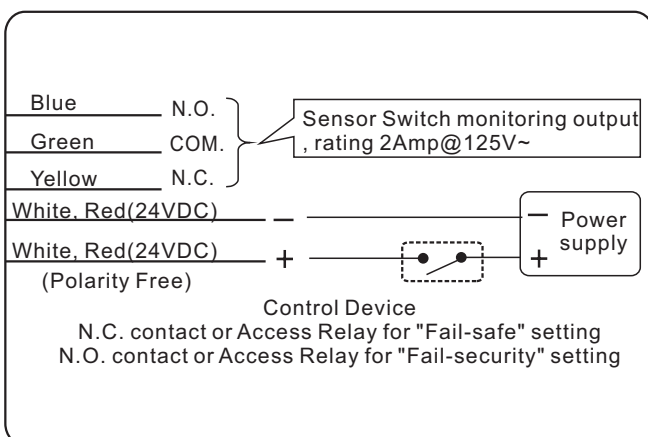 Blue N.O.
Green COM.
Yellow N.C.
Sensor Switch monitoring output
, rating 2Amp@125V~
White, Red(24VDC) — — Power
supply
White, Red(24VDC) + +
(Polarity Free)
Control Device
N.C. contact or Access Relay for "Fail-safe" setting
N.O. contact or Access Relay for "Fail-security" setting